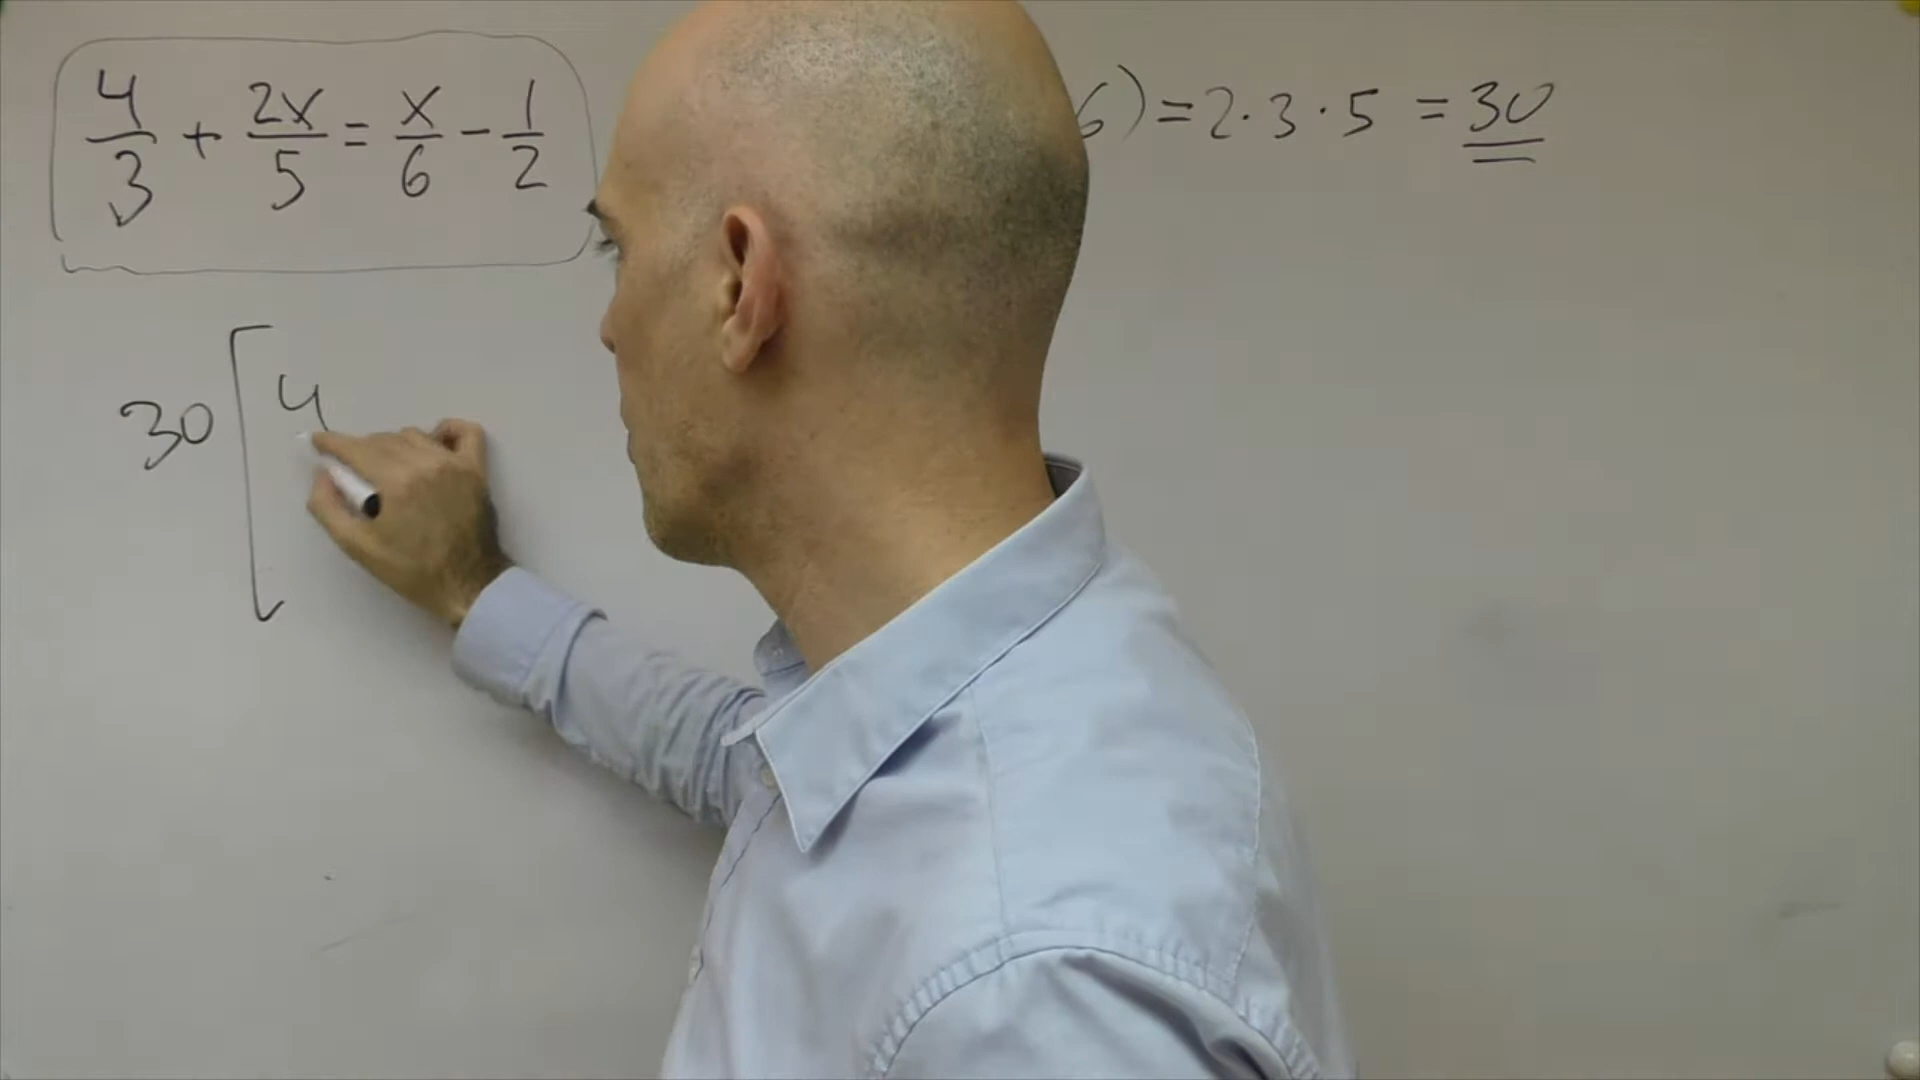 4/3 + 2x/5 = x/6 - 1/2
6) = 2·3·5 = 30
30 [ 4